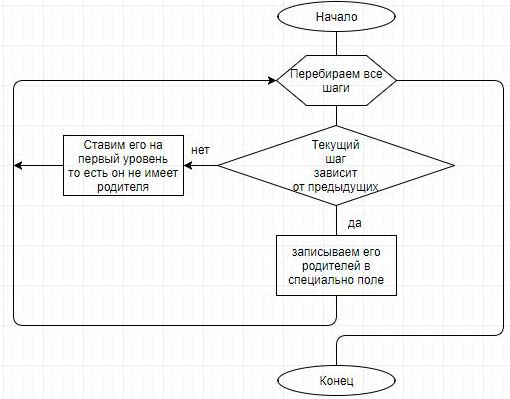 Начало
Перебираем все
шаги
Текущий
шаг
зависит
от предыдущих
нет
Ставим его на
первый уровень
то есть он не имеет
родителя
да
записываем его
родителей в
специально поле
Конец